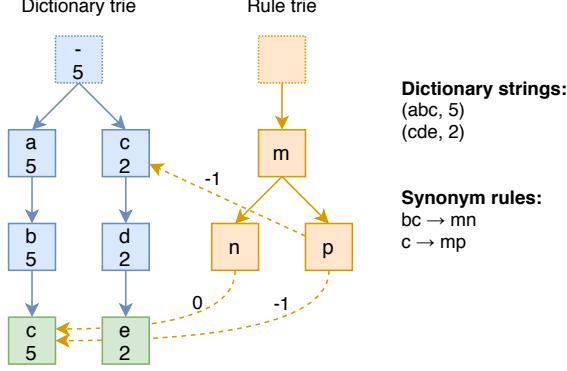 Dictionary trie
Rule trie
-
5
a
5
c
2
m
-1
b
5
d
2
n
p
0
-1
c
5
e
2
Dictionary strings:
(abc, 5)
(cde, 2)
Synonym rules:
bc → mn
c → mp